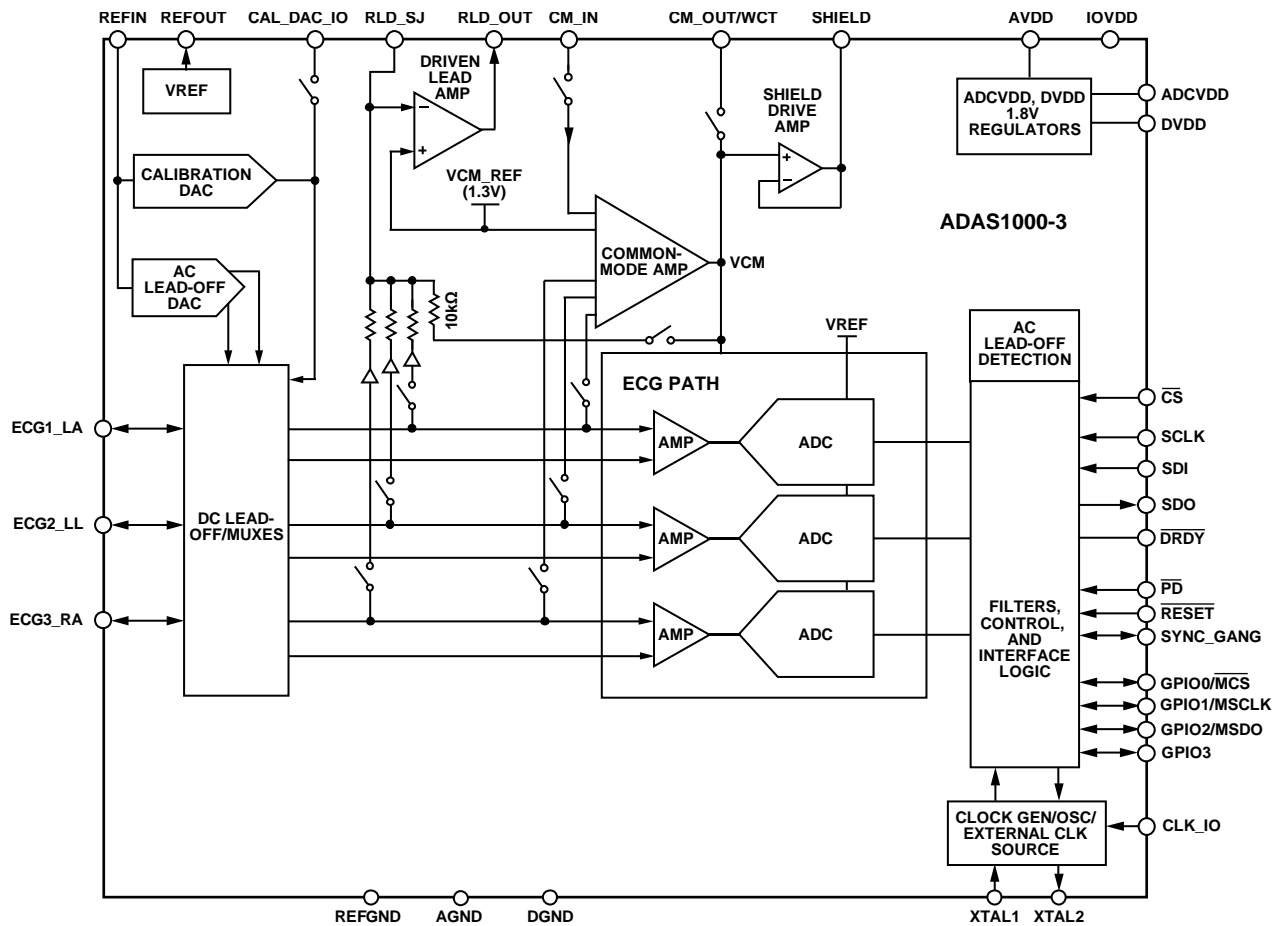 REFIN
REFOUT
CAL_DAC_IO
RLD_SJ
RLD_OUT
CM_IN
CM_OUT/WCT
SHIELD
AVDD
IOVDD
VREF
DRIVEN
LEAD
AMP
–
+
SHIELD
DRIVE
AMP
+
–
ADCVDD, DVDD
1.8V
REGULATORS
ADCVDD
DVDD
CALIBRATION
DAC
VCM_REF
(1.3V)
ADAS1000-3
AC
LEAD-OFF
DAC
COMMON-
MODE AMP
VCM
10kΩ
VREF
AC
LEAD-OFF
DETECTION
ECG PATH
ECG1_LA
ECG2_LL
ECG3_RA
DC LEAD-
OFF/MUXES
AMP
ADC
AMP
ADC
AMP
ADC
FILTERS,
CONTROL,
AND
INTERFACE
LOGIC
CS
SCLK
SDI
SDO
DRDY
PD
RESET
SYNC_GANG
GPIO0/MCS
GPIO1/MSCLK
GPIO2/MSDO
GPIO3
CLOCK GEN/OSC/
EXTERNAL CLK
SOURCE
CLK_IO
REFGND
AGND
DGND
XTAL1
XTAL2